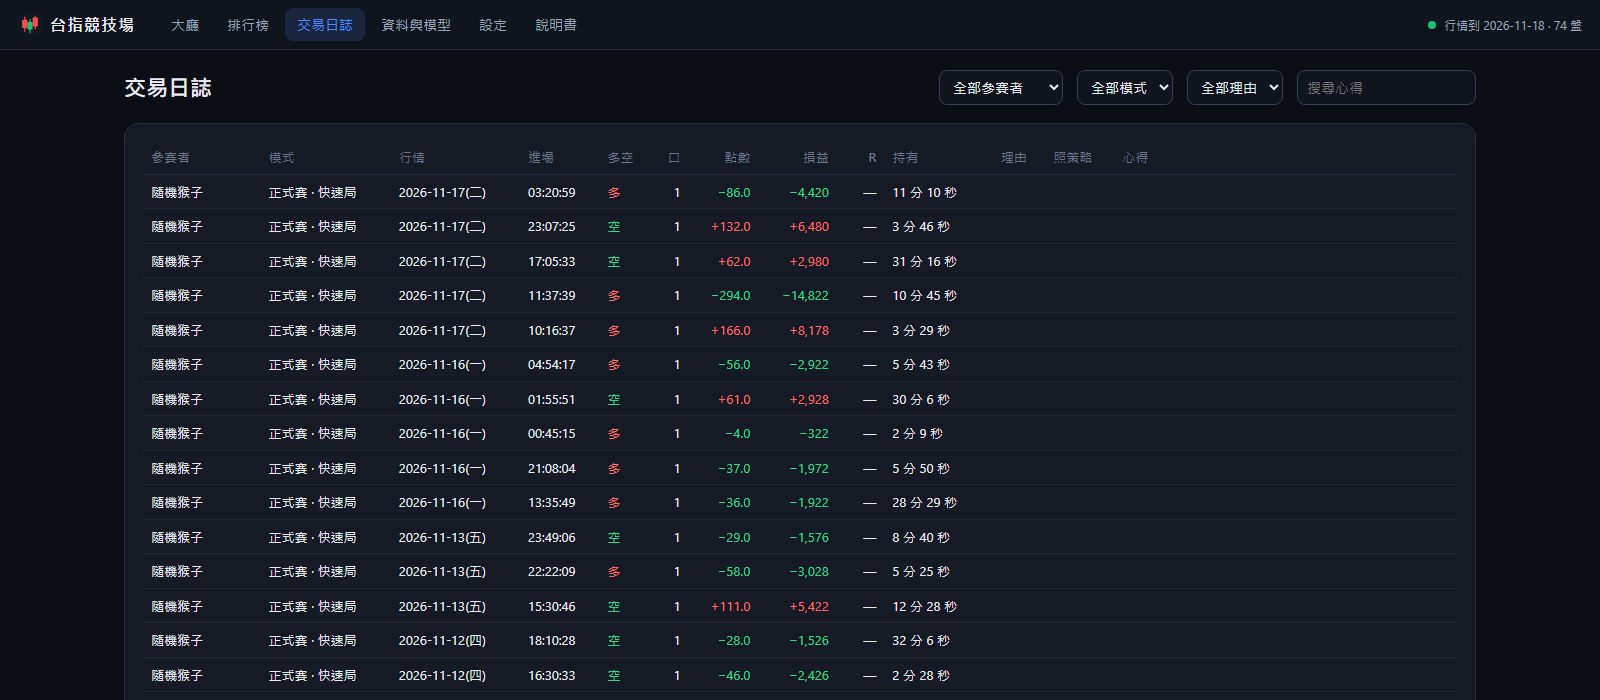 台指競技場 大廳 排行榜 交易日誌 資料與模型 設定 說明書 行情到 2026-11-18 · 74 盤
交易日誌 全部參賽者 全部模式 全部理由 搜尋心得
參賽者 模式 行情 進場 多空 口 點數 損益 R 持有 理由 照策略 心得
隨機猴子 正式賽 · 快速局 2026-11-17(二) 03:20:59 多 1 −86.0 −4,420 — 11 分 10 秒
隨機猴子 正式賽 · 快速局 2026-11-17(二) 23:07:25 空 1 +132.0 +6,480 — 3 分 46 秒
隨機猴子 正式賽 · 快速局 2026-11-17(二) 17:05:33 空 1 +62.0 +2,980 — 31 分 16 秒
隨機猴子 正式賽 · 快速局 2026-11-17(二) 11:37:39 多 1 −294.0 −14,822 — 10 分 45 秒
隨機猴子 正式賽 · 快速局 2026-11-17(二) 10:16:37 多 1 +166.0 +8,178 — 3 分 29 秒
隨機猴子 正式賽 · 快速局 2026-11-16(一) 04:54:17 多 1 −56.0 −2,922 — 5 分 43 秒
隨機猴子 正式賽 · 快速局 2026-11-16(一) 01:55:51 空 1 +61.0 +2,928 — 30 分 6 秒
隨機猴子 正式賽 · 快速局 2026-11-16(一) 00:45:15 多 1 −4.0 −322 — 2 分 9 秒
隨機猴子 正式賽 · 快速局 2026-11-16(一) 21:08:04 多 1 −37.0 −1,972 — 5 分 50 秒
隨機猴子 正式賽 · 快速局 2026-11-16(一) 13:35:49 多 1 −36.0 −1,922 — 28 分 29 秒
隨機猴子 正式賽 · 快速局 2026-11-13(五) 23:49:06 空 1 −29.0 −1,576 — 8 分 40 秒
隨機猴子 正式賽 · 快速局 2026-11-13(五) 22:22:09 多 1 −58.0 −3,028 — 5 分 25 秒
隨機猴子 正式賽 · 快速局 2026-11-13(五) 15:30:46 空 1 +111.0 +5,422 — 12 分 28 秒
隨機猴子 正式賽 · 快速局 2026-11-12(四) 18:10:28 空 1 −28.0 −1,526 — 32 分 6 秒
隨機猴子 正式賽 · 快速局 2026-11-12(四) 16:30:33 空 1 −46.0 −2,426 — 2 分 28 秒